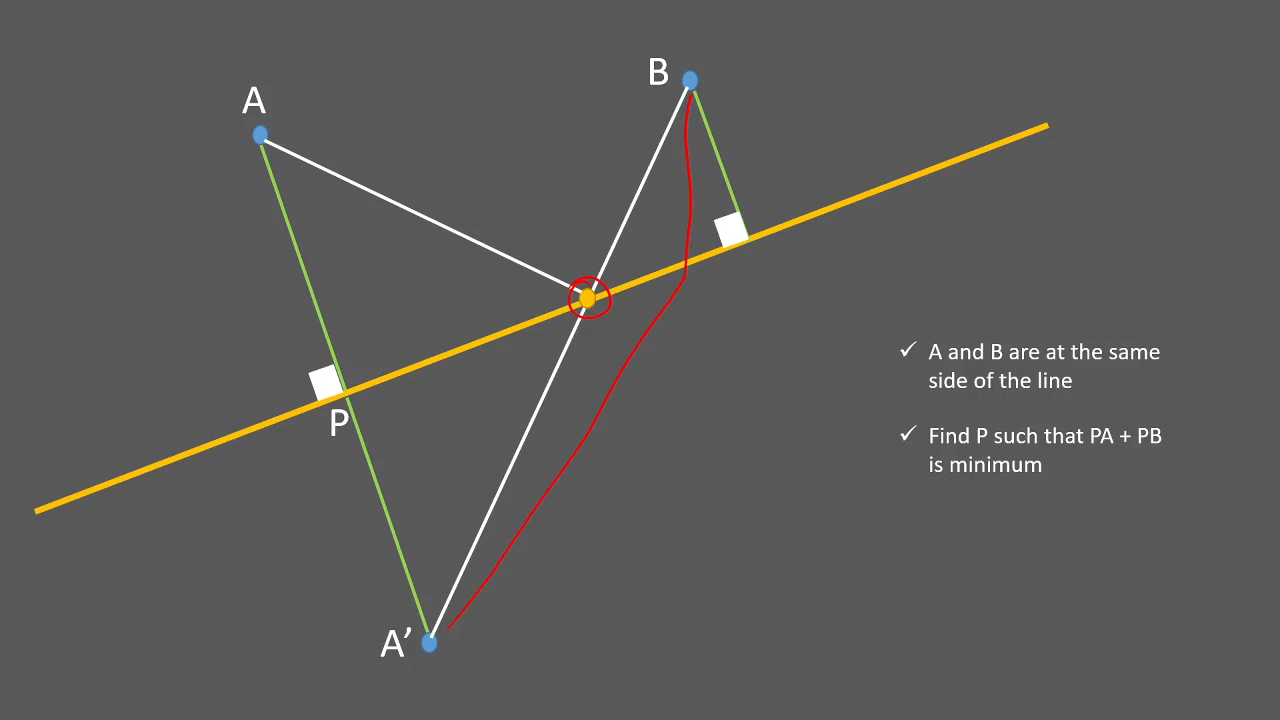 B
A
P
A’
✓ A and B are at the same
side of the line
✓ Find P such that PA + PB
is minimum